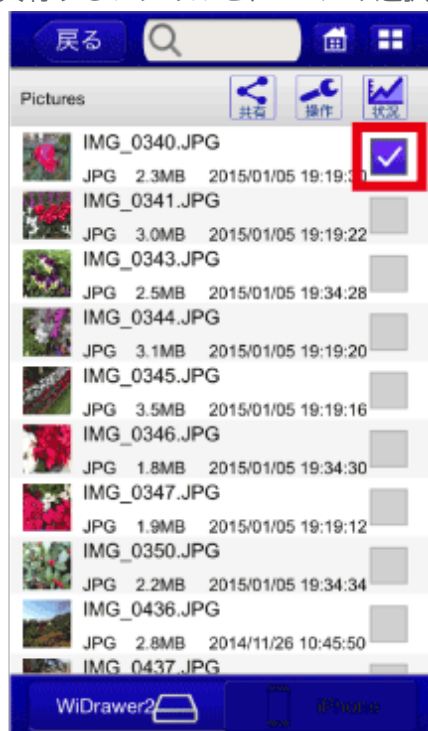 戻る
Pictures
共有
操作
状況
IMG_0340.JPG
JPG 2.3MB 2015/01/05 19:19:30
IMG_0341.JPG
JPG 3.0MB 2015/01/05 19:19:22
IMG_0343.JPG
JPG 2.5MB 2015/01/05 19:34:28
IMG_0344.JPG
JPG 3.1MB 2015/01/05 19:19:20
IMG_0345.JPG
JPG 3.5MB 2015/01/05 19:19:16
IMG_0346.JPG
JPG 1.8MB 2015/01/05 19:34:30
IMG_0347.JPG
JPG 1.9MB 2015/01/05 19:19:12
IMG_0350.JPG
JPG 2.2MB 2015/01/05 19:34:34
IMG_0436.JPG
JPG 2.8MB 2014/11/26 10:45:50
IMG_0437.JPG
WiDrawer2